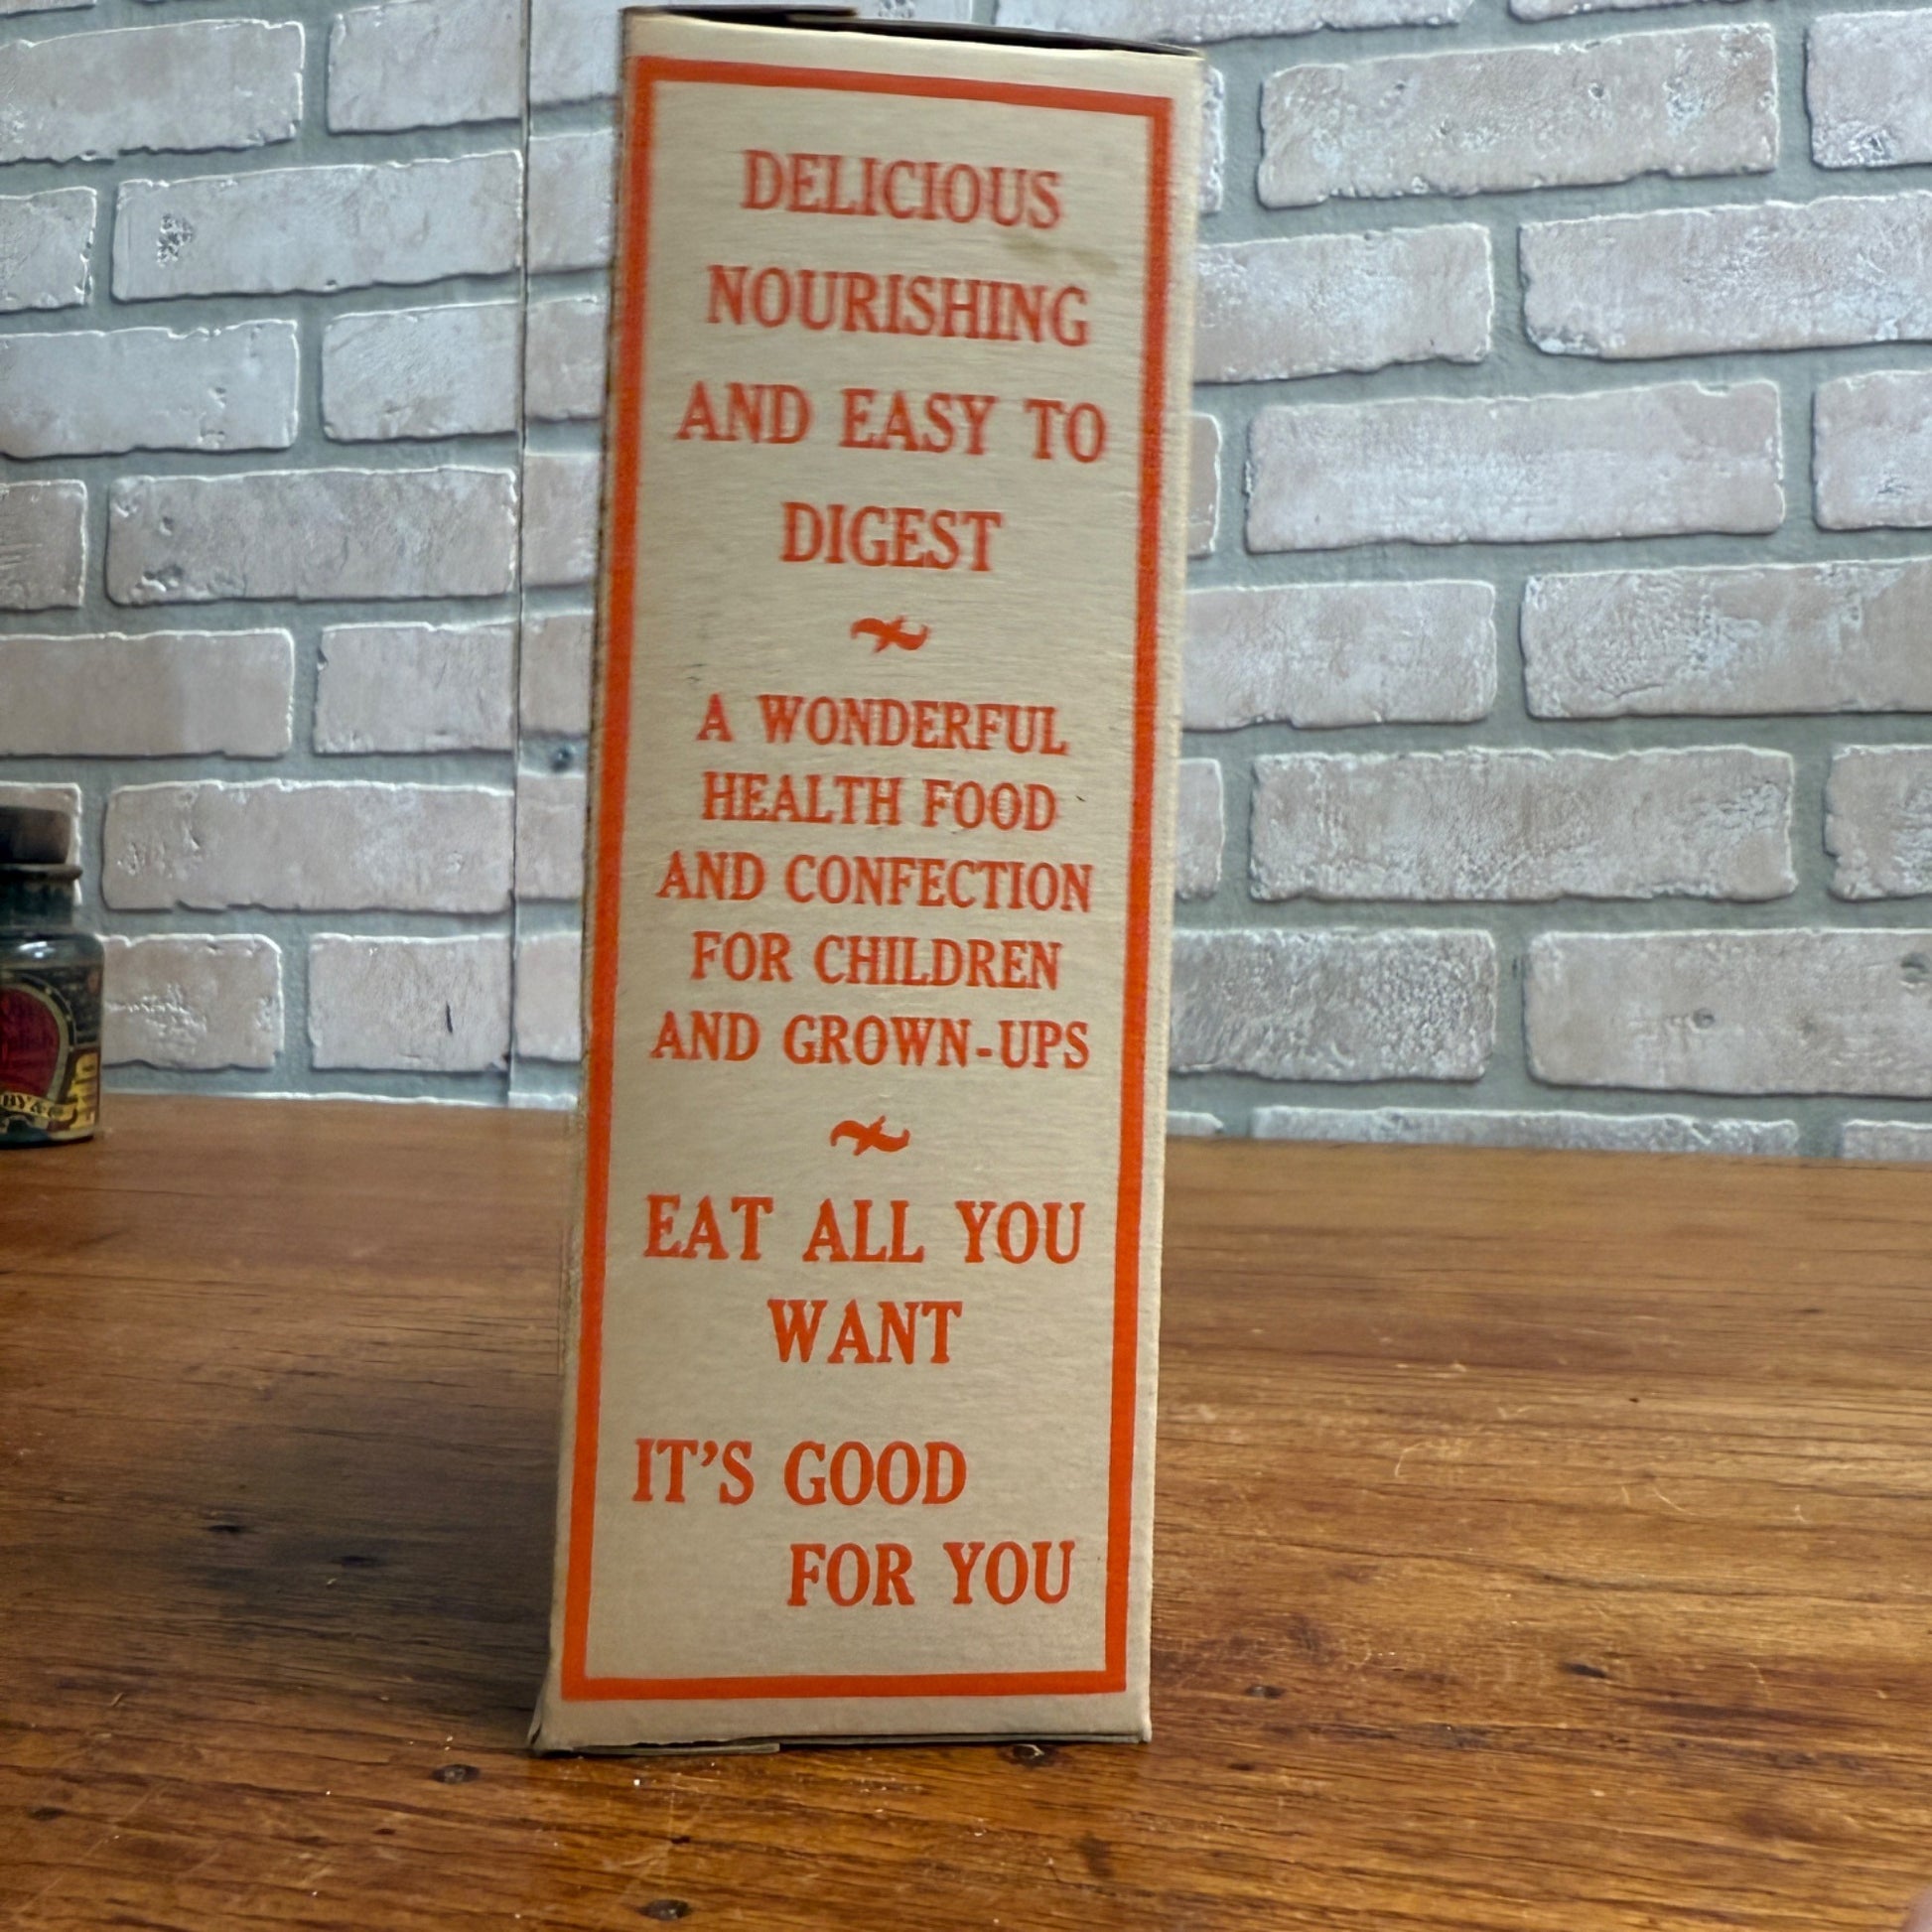 DELICIOUS
NOURISHING
AND EASY TO
DIGEST
A WONDERFUL
HEALTH FOOD
AND CONFECTION
FOR CHILDREN
AND GROWN-UPS
EAT ALL YOU
WANT
IT'S GOOD
FOR YOU